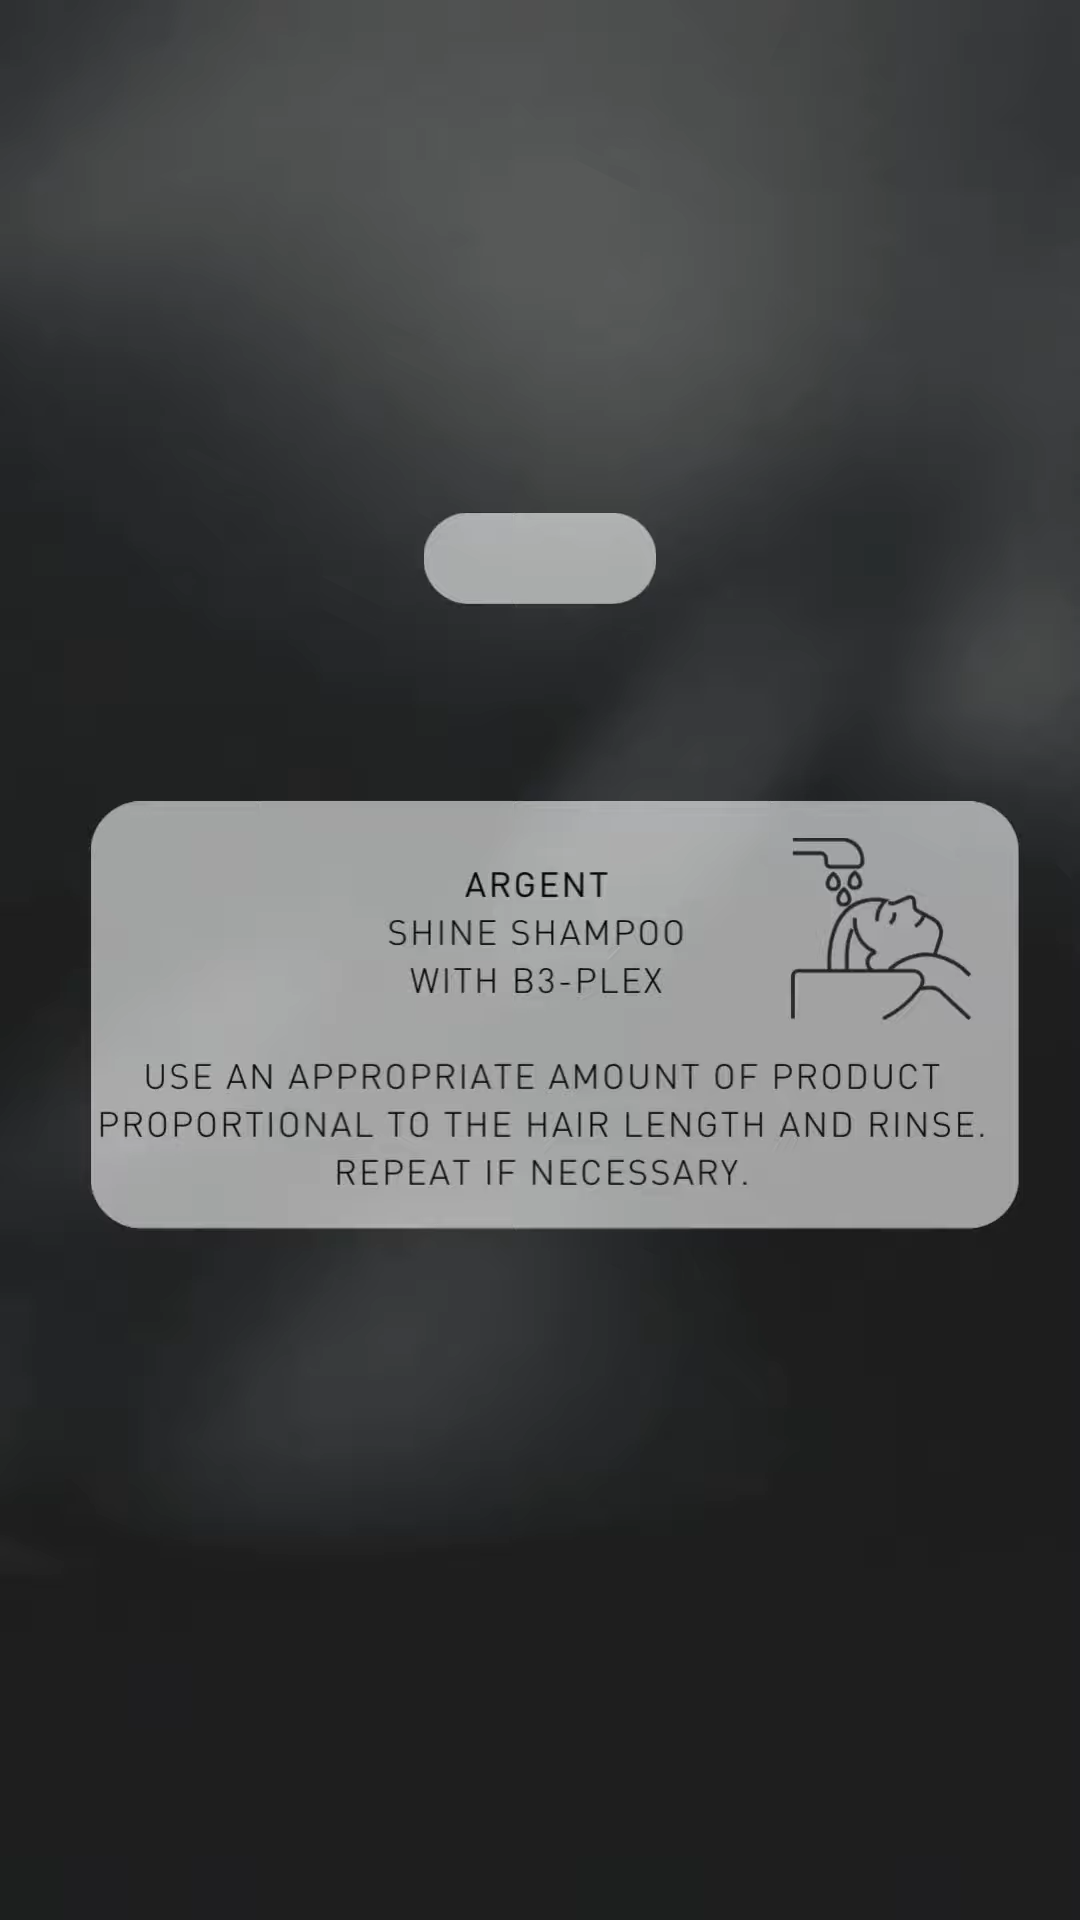 ARGENT
SHINE SHAMPOO
WITH B3-PLEX
USE AN APPROPRIATE AMOUNT OF PRODUCT
PROPORTIONAL TO THE HAIR LENGTH AND RINSE.
REPEAT IF NECESSARY.